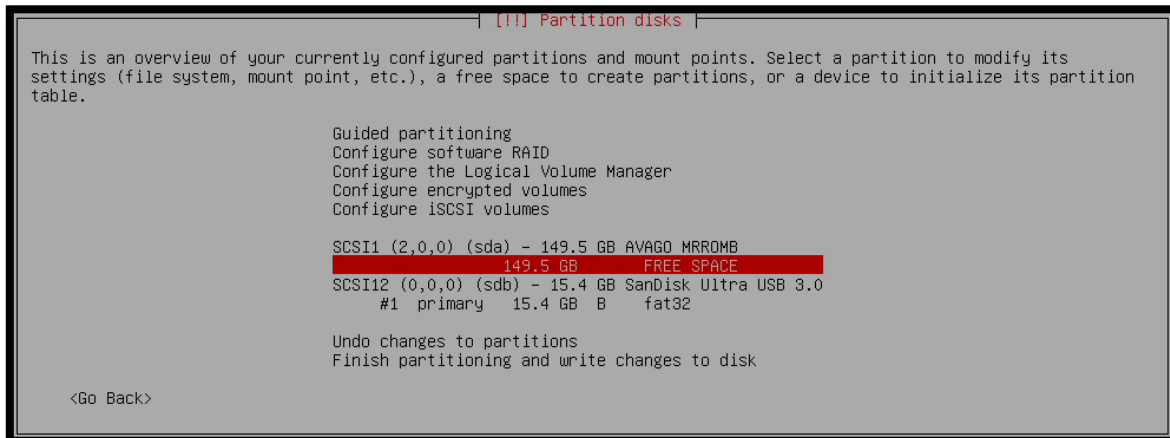 [!!] Partition disks
This is an overview of your currently configured partitions and mount points. Select a partition to modify its
settings (file system, mount point, etc.), a free space to create partitions, or a device to initialize its partition
table.
Guided partitioning
Configure software RAID
Configure the Logical Volume Manager
Configure encrypted volumes
Configure iSCSI volumes
SCSI1 (2,0,0) (sda) - 149.5 GB AVAGO MRROMB
149.5 GB FREE SPACE
SCSI12 (0,0,0) (sdb) - 15.4 GB SanDisk Ultra USB 3.0
#1 primary 15.4 GB B fat32
Undo changes to partitions
Finish partitioning and write changes to disk
<Go Back>